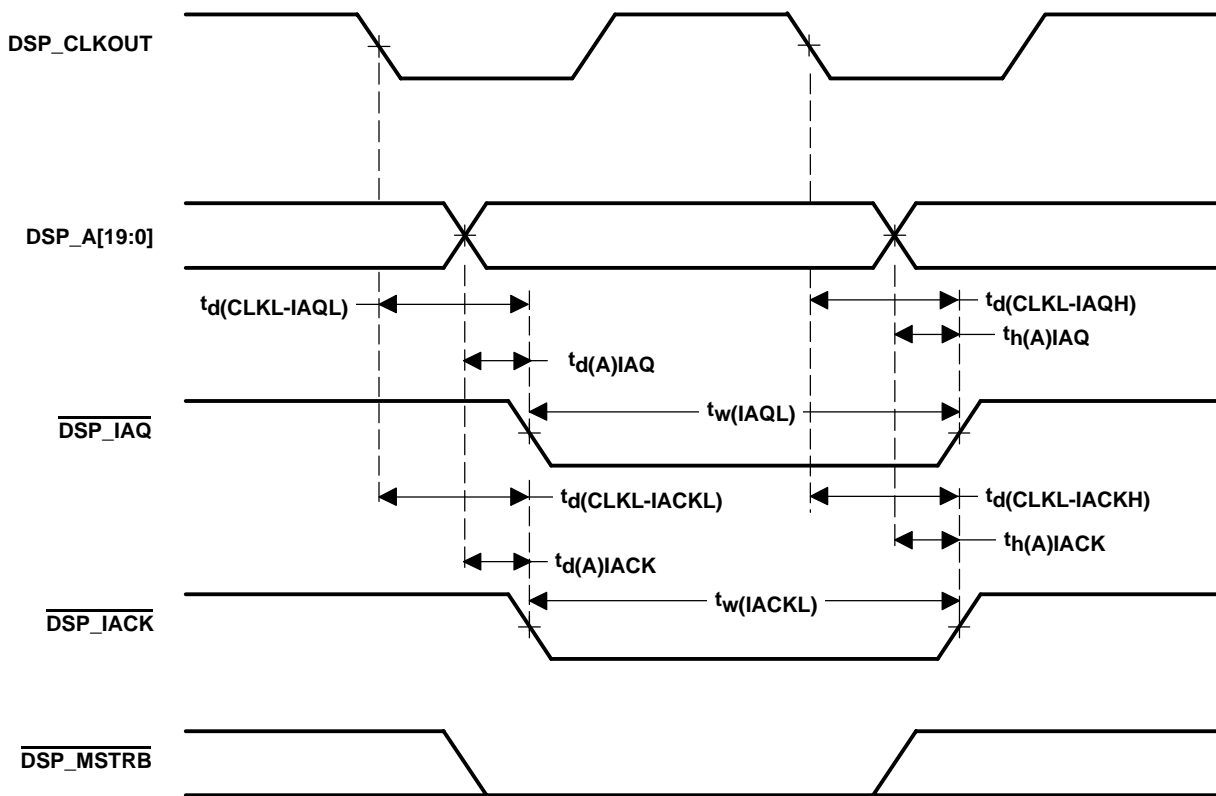 DSP_CLKOUT
DSP_A[19:0]
td(CLKL-IAQL)
td(CLKL-IAQH)
th(A)IAQ
td(A)IAQ
tw(IAQL)
DSP_IAQ
td(CLKL-IACKL)
td(CLKL-IACKH)
th(A)IACK
td(A)IACK
tw(IACKL)
DSP_IACK
DSP_MSTRB